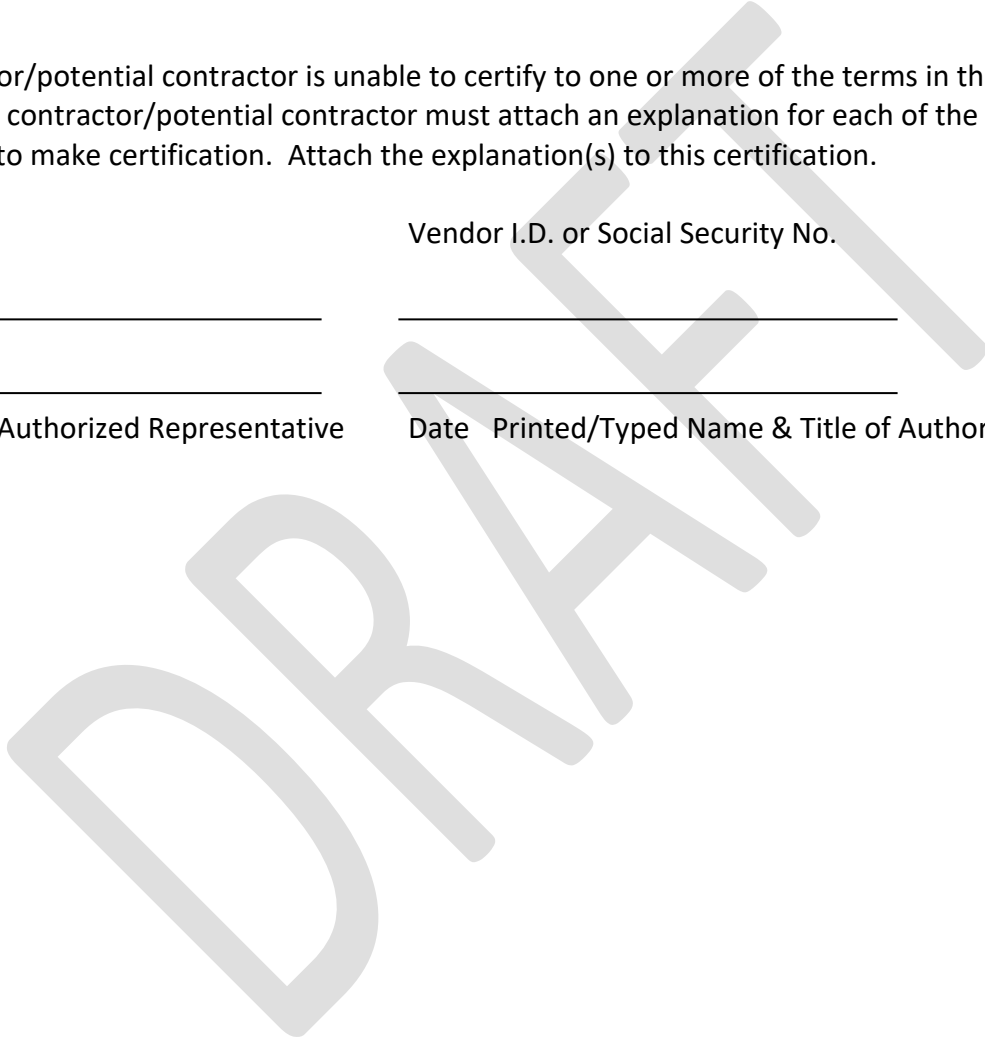 or/potential contractor is unable to certify to one or more of the terms in th
contractor/potential contractor must attach an explanation for each of the
to make certification.  Attach the explanation(s) to this certification.
Vendor I.D. or Social Security No.
Authorized Representative
Date   Printed/Typed Name & Title of Author
DRAFT